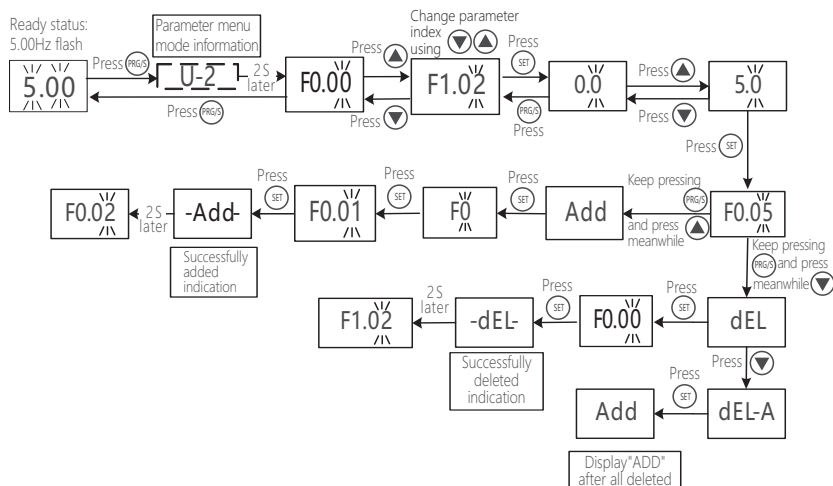 Ready status:
5.00Hz flash
5.00
Press PRG/S
Parameter menu
mode information
U-2
2S
later
Press PRG/S
F0.00
Press
Press
Change parameter
index
using
F1.02
Press
SET
PRG/S
Press
0.0
Press
Press
5.0
Press SET
F0.05
Keep pressing
PRG/S
and press
meanwhile
Add
Press
SET
F0
Press
SET
F0.01
Press
SET
-Add-
Successfully
added
indication
2S
later
F0.02
Keep pressing
PRG/S and press
meanwhile
dEL
Press
SET
F0.00
Press
SET
-dEL-
Successfully
deleted
indication
2S
later
F1.02
Press
dEL-A
Press
SET
Add
Display"ADD"
after all deleted